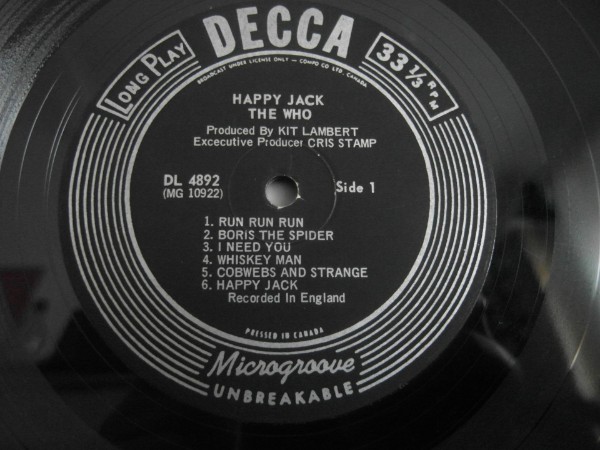 LONG PLAY
DECCA
33 1/3 RPM
BROADCAST UNDER LICENSE ONLY — COMPO CO LTD. CANADA
HAPPY JACK
THE WHO
Produced By KIT LAMBERT
Excecutive Producer CRIS STAMP
DL 4892
(MG 10922)
Side 1
1. RUN RUN RUN
2. BORIS THE SPIDER
3. I NEED YOU
4. WHISKEY MAN
5. COBWEBS AND STRANGE
6. HAPPY JACK
Recorded In England
PRESSED IN CANADA
Microgroove
UNBREAKABLE